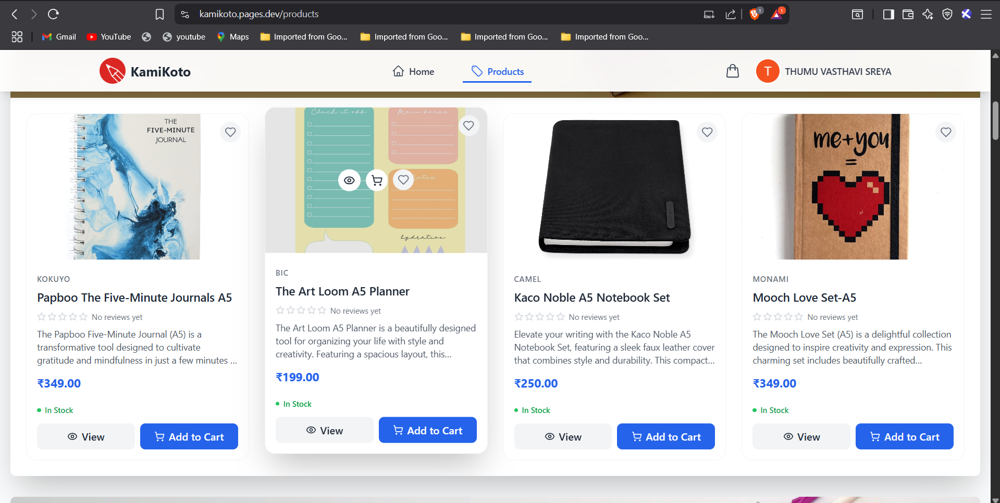 kamikoto.pages.dev/products
1
1
Gmail
YouTube
youtube
Maps
Imported from Goo...
Imported from Goo...
Imported from Goo...
Imported from Goo...
KamiKoto
Home
Products
T
THUMU VASTHAVI SREYA
THE
FIVE-MINUTE
JOURNAL
Check it off
Main focus
Notes
hydration
me+you
=
KOKUYO
Papboo The Five-Minute Journals A5
No reviews yet
The Papboo Five-Minute Journal (A5) is a
transformative tool designed to cultivate
gratitude and mindfulness in just a few minutes ...
₹349.00
In Stock
View
Add to Cart
BIC
The Art Loom A5 Planner
No reviews yet
The Art Loom A5 Planner is a beautifully designed
tool for organizing your life with style and
creativity. Featuring a spacious layout, this...
₹199.00
In Stock
View
Add to Cart
CAMEL
Kaco Noble A5 Notebook Set
No reviews yet
Elevate your writing with the Kaco Noble A5
Notebook Set, featuring a sleek faux leather cover
that combines style and durability. This compact...
₹250.00
In Stock
View
Add to Cart
MONAMI
Mooch Love Set-A5
No reviews yet
The Mooch Love Set (A5) is a delightful collection
designed to inspire creativity and expression. This
charming set includes beautifully crafted...
₹349.00
In Stock
View
Add to Cart